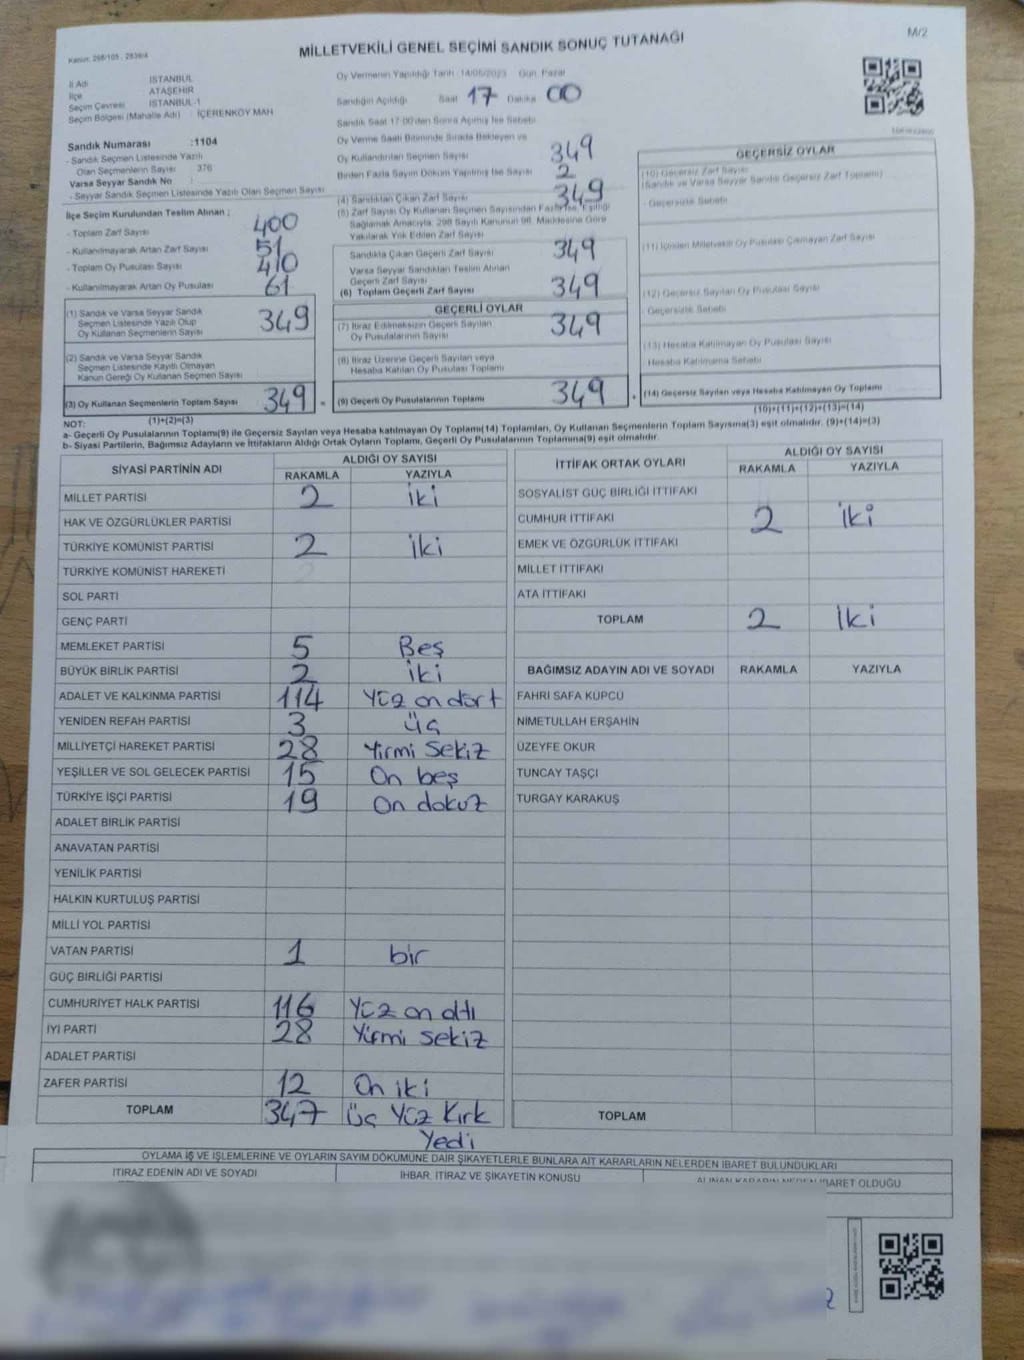 MİLLETVEKİLİ GENEL SEÇİMİ SANDIK SONUÇ TUTANAĞI
M/2
İl Adı İSTANBUL
İlçe ATAŞEHİR
Seçim Çevresi İSTANBUL-1
Seçim Bölgesi (Mahalle Adı) : İÇERENKÖY MAH
Sandık Numarası :1104
- Sandık Seçmen Listesinde Yazılı
Olan Seçmenlerin Sayısı : 376
Varsa Seyyar Sandık No
- Seyyar Sandık Seçmen Listesinde Yazılı Olan Seçmen Sayısı
İlçe Seçim Kurulundan Teslim Alınan ;
- Toplam Zarf Sayısı 400
- Kullanılmayarak Artan Zarf Sayısı 51
- Toplam Oy Pusulası Sayısı 410
- Kullanılmayarak Artan Oy Pusulası 61
(1) Sandık ve Varsa Seyyar Sandık
Seçmen Listesinde Yazılı Olup
Oy Kullanan Seçmenlerin Sayısı 349
(2) Sandık ve Varsa Seyyar Sandık
Seçmen Listesinde Kayıtlı Olmayan
Kanun Gereği Oy Kullanan Seçmen Sayısı
(3) Oy Kullanan Seçmenlerin Toplam Sayısı 349 =
(1)+(2)=(3)
Oy Vermenin Yapıldığı Tarih :14/05/2023 Gün: Pazar
Sandığın Açıldığı Saat 17 Dakika 00
Sandık Saat 17:00'den Sonra Açılmış İse Sebebi
Oy Verme Saati Bitiminde Sırada Bekleyen ve
Oy Kullandırılan Seçmen Sayısı 349
Birden Fazla Sayım Döküm Yapılmış İse Sayısı 2
(4) Sandıktan Çıkan Zarf Sayısı 349
(5) Zarf Sayısı Oy Kullanan Seçmen Sayısından Fazla İse, Eşitliği
Sağlamak Amacıyla, 298 Sayılı Kanunun 98. Maddesine Göre
Yakılarak Yok Edilen Zarf Sayısı
Sandıkta Çıkan Geçerli Zarf Sayısı 349
Varsa Seyyar Sandıktan Teslim Alınan
Geçerli Zarf Sayısı
(6) Toplam Geçerli Zarf Sayısı 349
GEÇERLİ OYLAR
(7) İtiraz Edilmeksizin Geçerli Sayılan
Oy Pusulalarının Sayısı 349
(8) İtiraz Üzerine Geçerli Sayılan veya
Hesaba Katılan Oy Pusulası Toplamı
(9) Geçerli Oy Pusulalarının Toplamı 349 +
GEÇERSİZ OYLAR
(10) Geçersiz Zarf Sayısı
(Sandık ve Varsa Seyyar Sandık Geçersiz Zarf Toplamı)
- Geçersizlik Sebebi
(11) İçinden Milletvekili Oy Pusulası Çıkmayan Zarf Sayısı
(12) Geçersiz Sayılan Oy Pusulası Sayısı
Geçersizlik Sebebi
(13) Hesaba Katılmayan Oy Pusulası Sayısı
Hesaba Katılmama Sebebi
(14) Geçersiz Sayılan veya Hesaba Katılmayan Oy Toplamı
(10)+(11)+(12)+(13)=(14)
NOT:
a- Geçerli Oy Pusulalarının Toplamı(9) ile Geçersiz Sayılan veya Hesaba Katılmayan Oy Toplamı(14) Toplamları, Oy Kullanan Seçmenlerin Toplam Sayısına(3) eşit olmalıdır. (9)+(14)=(3)
b- Siyasi Partilerin, Bağımsız Adayların ve İttifakların Aldığı Ortak Oyların Toplamı, Geçerli Oy Pusulalarının Toplamına(9) eşit olmalıdır.
SİYASİ PARTİNİN ADI ALDIĞI OY SAYISI
RAKAMLA YAZIYLA
MİLLET PARTİSİ 2 iki
HAK VE ÖZGÜRLÜKLER PARTİSİ
TÜRKİYE KOMÜNİST PARTİSİ 2 iki
TÜRKİYE KOMÜNİST HAREKETİ
SOL PARTİ
GENÇ PARTİ
MEMLEKET PARTİSİ 5 Beş
BÜYÜK BİRLİK PARTİSİ 2 iki
ADALET VE KALKINMA PARTİSİ 114 Yüz on dört
YENİDEN REFAH PARTİSİ 3 üç
MİLLİYETÇİ HAREKET PARTİSİ 28 Yirmi sekiz
YEŞİLLER VE SOL GELECEK PARTİSİ 15 On beş
TÜRKİYE İŞÇİ PARTİSİ 19 On dokuz
ADALET BİRLİK PARTİSİ
ANAVATAN PARTİSİ
YENİLİK PARTİSİ
HALKIN KURTULUŞ PARTİSİ
MİLLİ YOL PARTİSİ
VATAN PARTİSİ 1 bir
GÜÇ BİRLİĞİ PARTİSİ
CUMHURİYET HALK PARTİSİ 116 Yüz on altı
İYİ PARTİ 28 Yirmi sekiz
ADALET PARTİSİ
ZAFER PARTİSİ 12 On iki
TOPLAM 347 üç Yüz Kırk
Yedi
İTTİFAK ORTAK OYLARI ALDIĞI OY SAYISI
RAKAMLA YAZIYLA
SOSYALİST GÜÇ BİRLİĞİ İTTİFAKI
CUMHUR İTTİFAKI 2 iki
EMEK VE ÖZGÜRLÜK İTTİFAKI
MİLLET İTTİFAKI
ATA İTTİFAKI
TOPLAM 2 İki
BAĞIMSIZ ADAYIN ADI VE SOYADI RAKAMLA YAZIYLA
FAHRİ SAFA KÜPCÜ
NİMETULLAH ERŞAHİN
ÜZEYFE OKUR
TUNCAY TAŞÇI
TURGAY KARAKUŞ
TOPLAM
OYLAMA İŞ VE İŞLEMLERİNE VE OYLARIN SAYIM DÖKÜMÜNE DAİR ŞİKAYETLERLE BUNLARA AİT KARARLARIN NELERDEN İBARET BULUNDUKLARI
İTİRAZ EDENİN ADI VE SOYADI İHBAR, İTİRAZ VE ŞİKAYETİN KONUSU ALINAN KARARIN NEDEN İBARET OLDUĞU